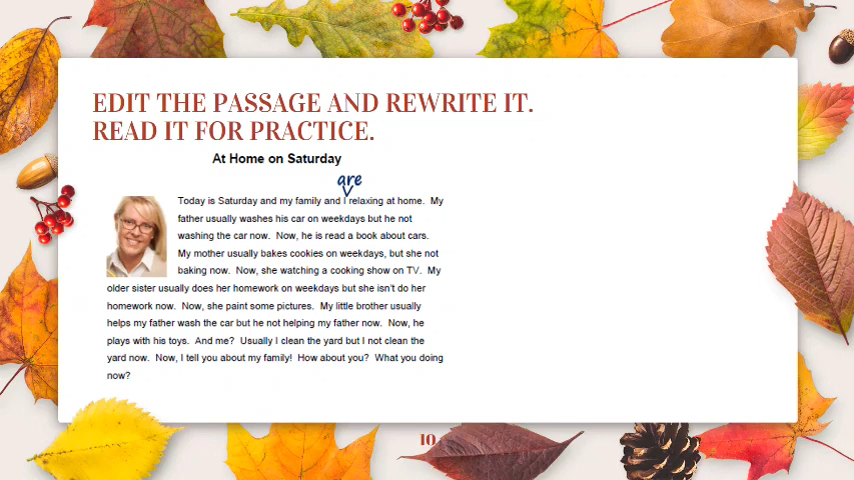 EDIT THE PASSAGE AND REWRITE IT.
READ IT FOR PRACTICE.
At Home on Saturday
are
Today is Saturday and my family and I relaxing at home. My
father usually washes his car on weekdays but he not
washing the car now. Now, he is read a book about cars.
My mother usually bakes cookies on weekdays, but she not
baking now. Now, she watching a cooking show on TV. My
older sister usually does her homework on weekdays but she isn't do her
homework now. Now, she paint some pictures. My little brother usually
helps my father wash the car but he not helping my father now. Now, he
plays with his toys. And me? Usually I clean the yard but I not clean the
yard now. Now, I tell you about my family! How about you? What you doing
now?
10